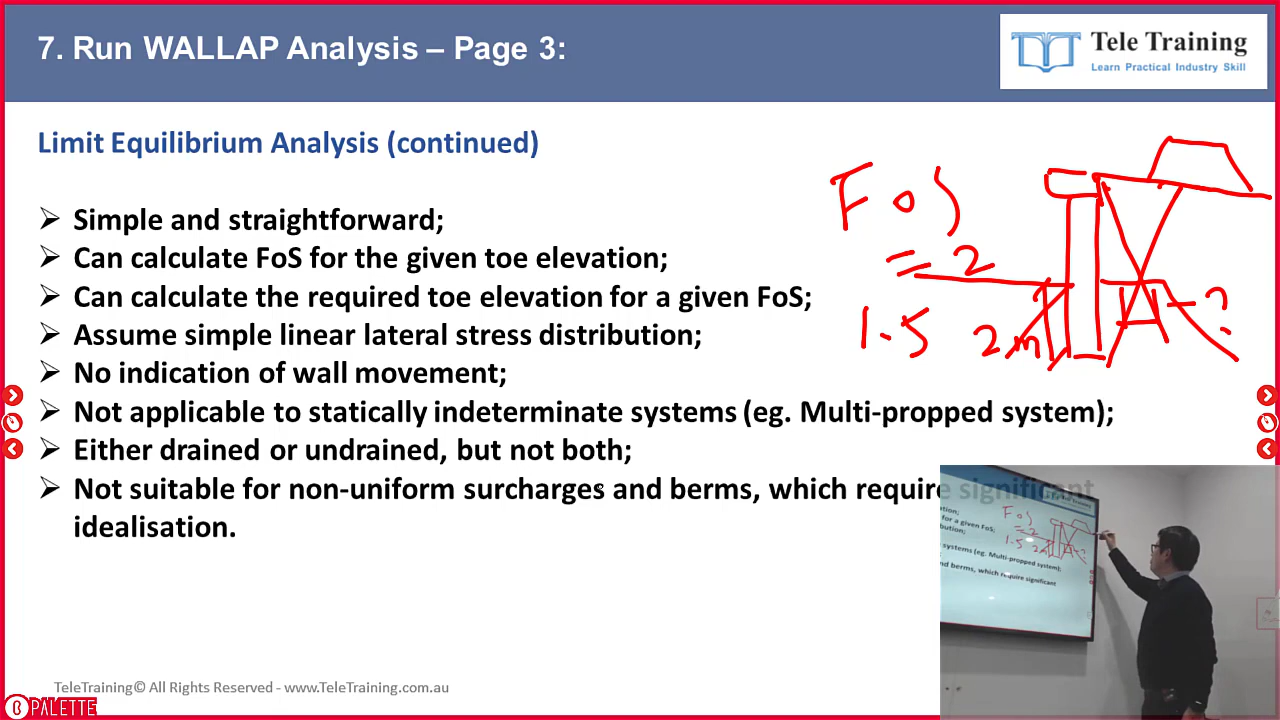 7. Run WALLAP Analysis – Page 3:
Tele Training
Learn Practical Industry Skill
Limit Equilibrium Analysis (continued)
Simple and straightforward;
Can calculate FoS for the given toe elevation;
Can calculate the required toe elevation for a given FoS;
Assume simple linear lateral stress distribution;
No indication of wall movement;
Not applicable to statically indeterminate systems (eg. Multi-propped system);
Either drained or undrained, but not both;
Not suitable for non-uniform surcharges and berms, which require significant
idealisation.
FoS
= 2
1.5 2m
?
TeleTraining© All Rights Reserved - www.TeleTraining.com.au
PALETTE